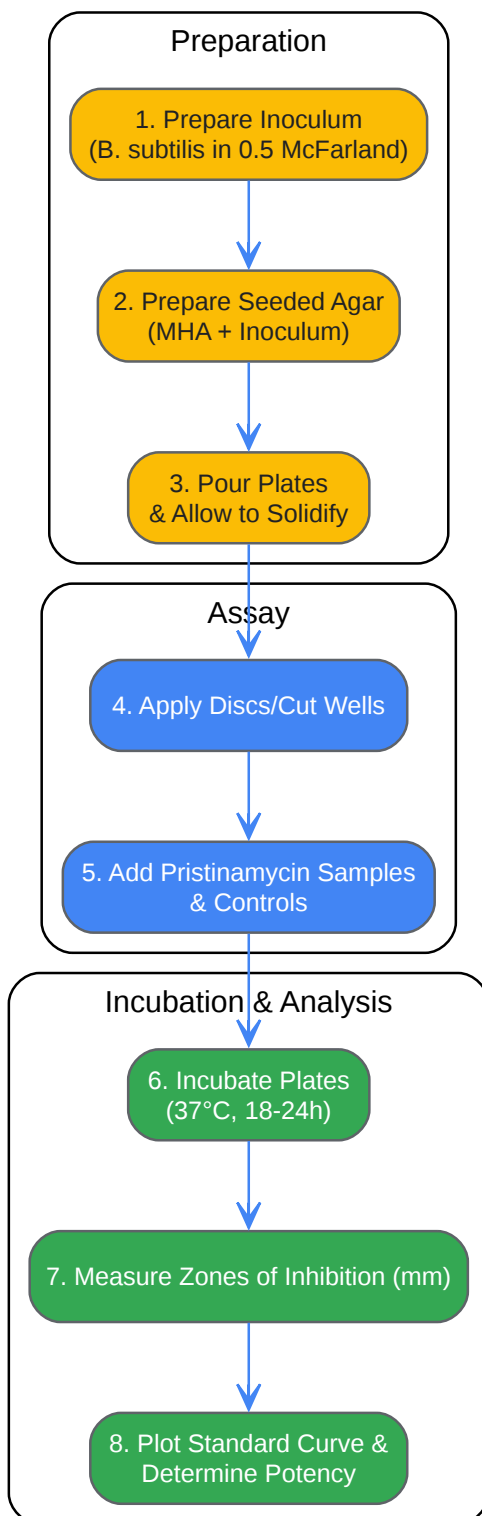 Preparation
1. Prepare Inoculum
(B. subtilis in 0.5 McFarland)
2. Prepare Seeded Agar
(MHA + Inoculum)
3. Pour Plates
& Allow to Solidify
Assay
4. Apply Discs/Cut Wells
5. Add Pristinamycin Samples
& Controls
Incubation & Analysis
6. Incubate Plates
(37°C, 18-24h)
7. Measure Zones of Inhibition (mm)
8. Plot Standard Curve &
Determine Potency